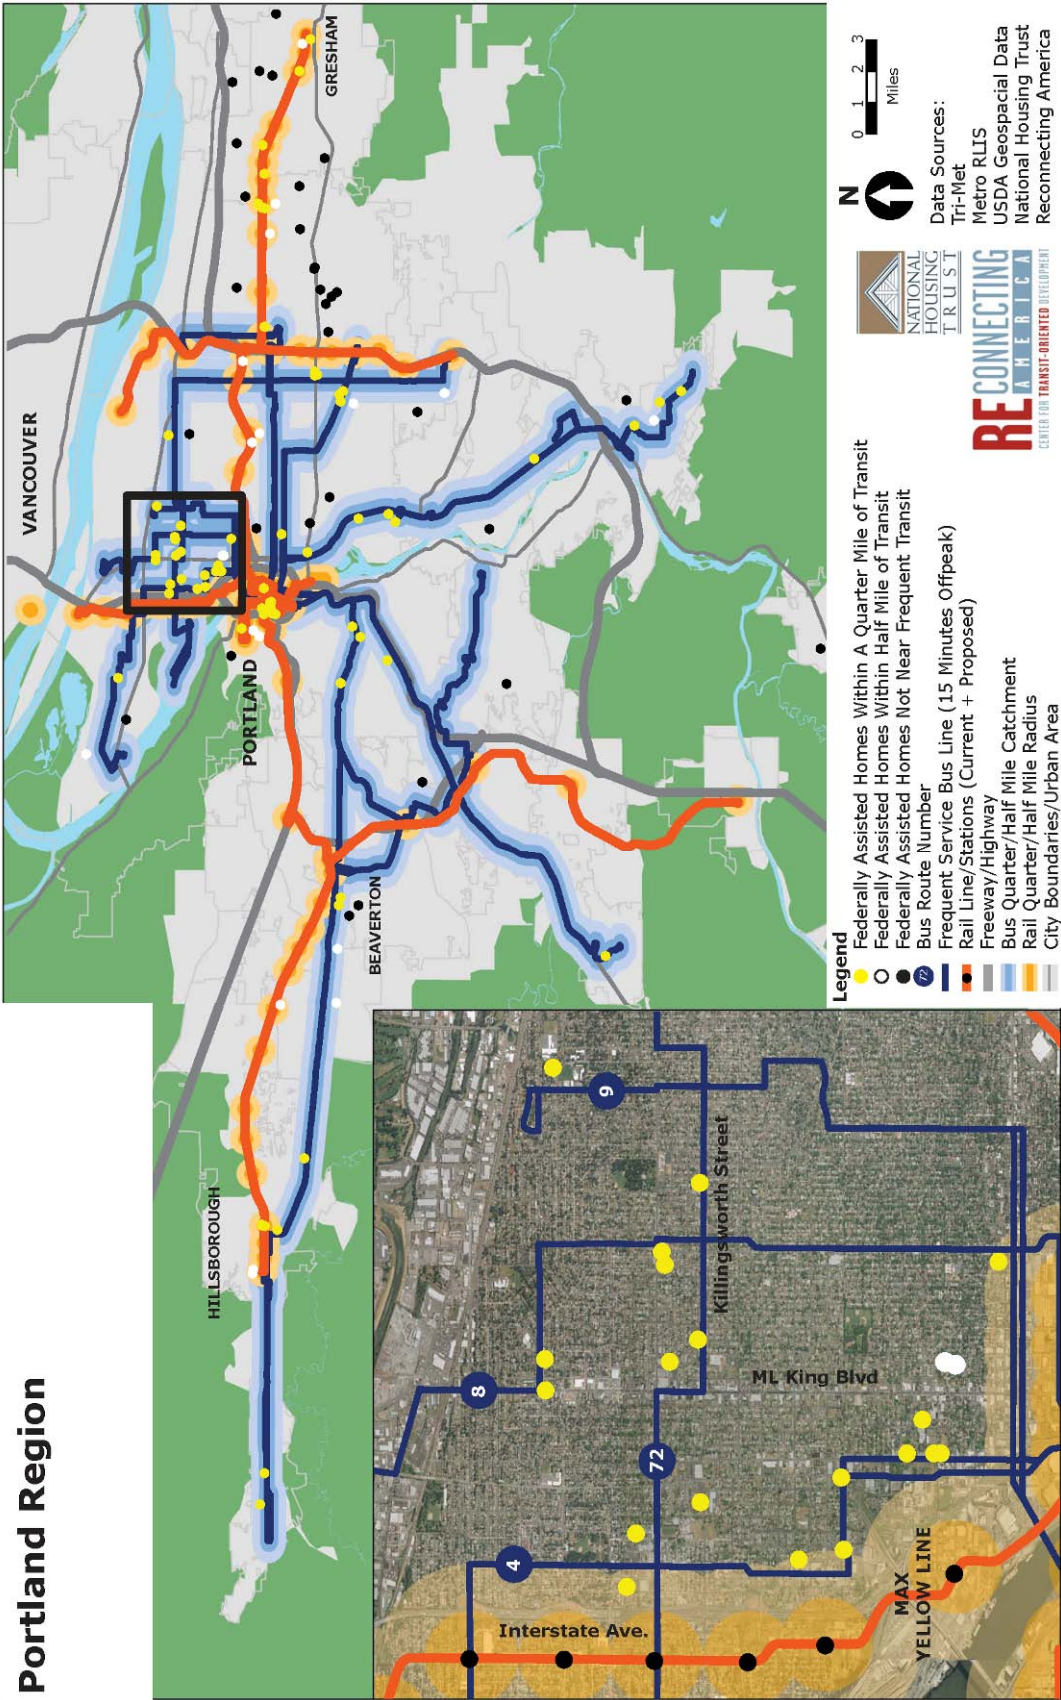 Portland Region
VANCOUVER
GRESHAM
PORTLAND
BEAVERTON
HILLSBOROUGH
8
9
4
72
Killingsworth Street
ML King Blvd
Interstate Ave.
MAX
YELLOW LINE
Legend
Federally Assisted Homes Within A Quarter Mile of Transit
Federally Assisted Homes Within Half Mile of Transit
Federally Assisted Homes Not Near Frequent Transit
72 Bus Route Number
Frequent Service Bus Line (15 Minutes Offpeak)
Rail Line/Stations (Current + Proposed)
Freeway/Highway
Bus Quarter/Half Mile Catchment
Rail Quarter/Half Mile Radius
City Boundaries/Urban Area
NATIONAL
HOUSING
TRUST
RECONNECTING
AMERICA
CENTER FOR TRANSIT-ORIENTED DEVELOPMENT
N
0 1 2 3
Miles
Data Sources:
Tri-Met
Metro RLIS
USDA Geospacial Data
National Housing Trust
Reconnecting America